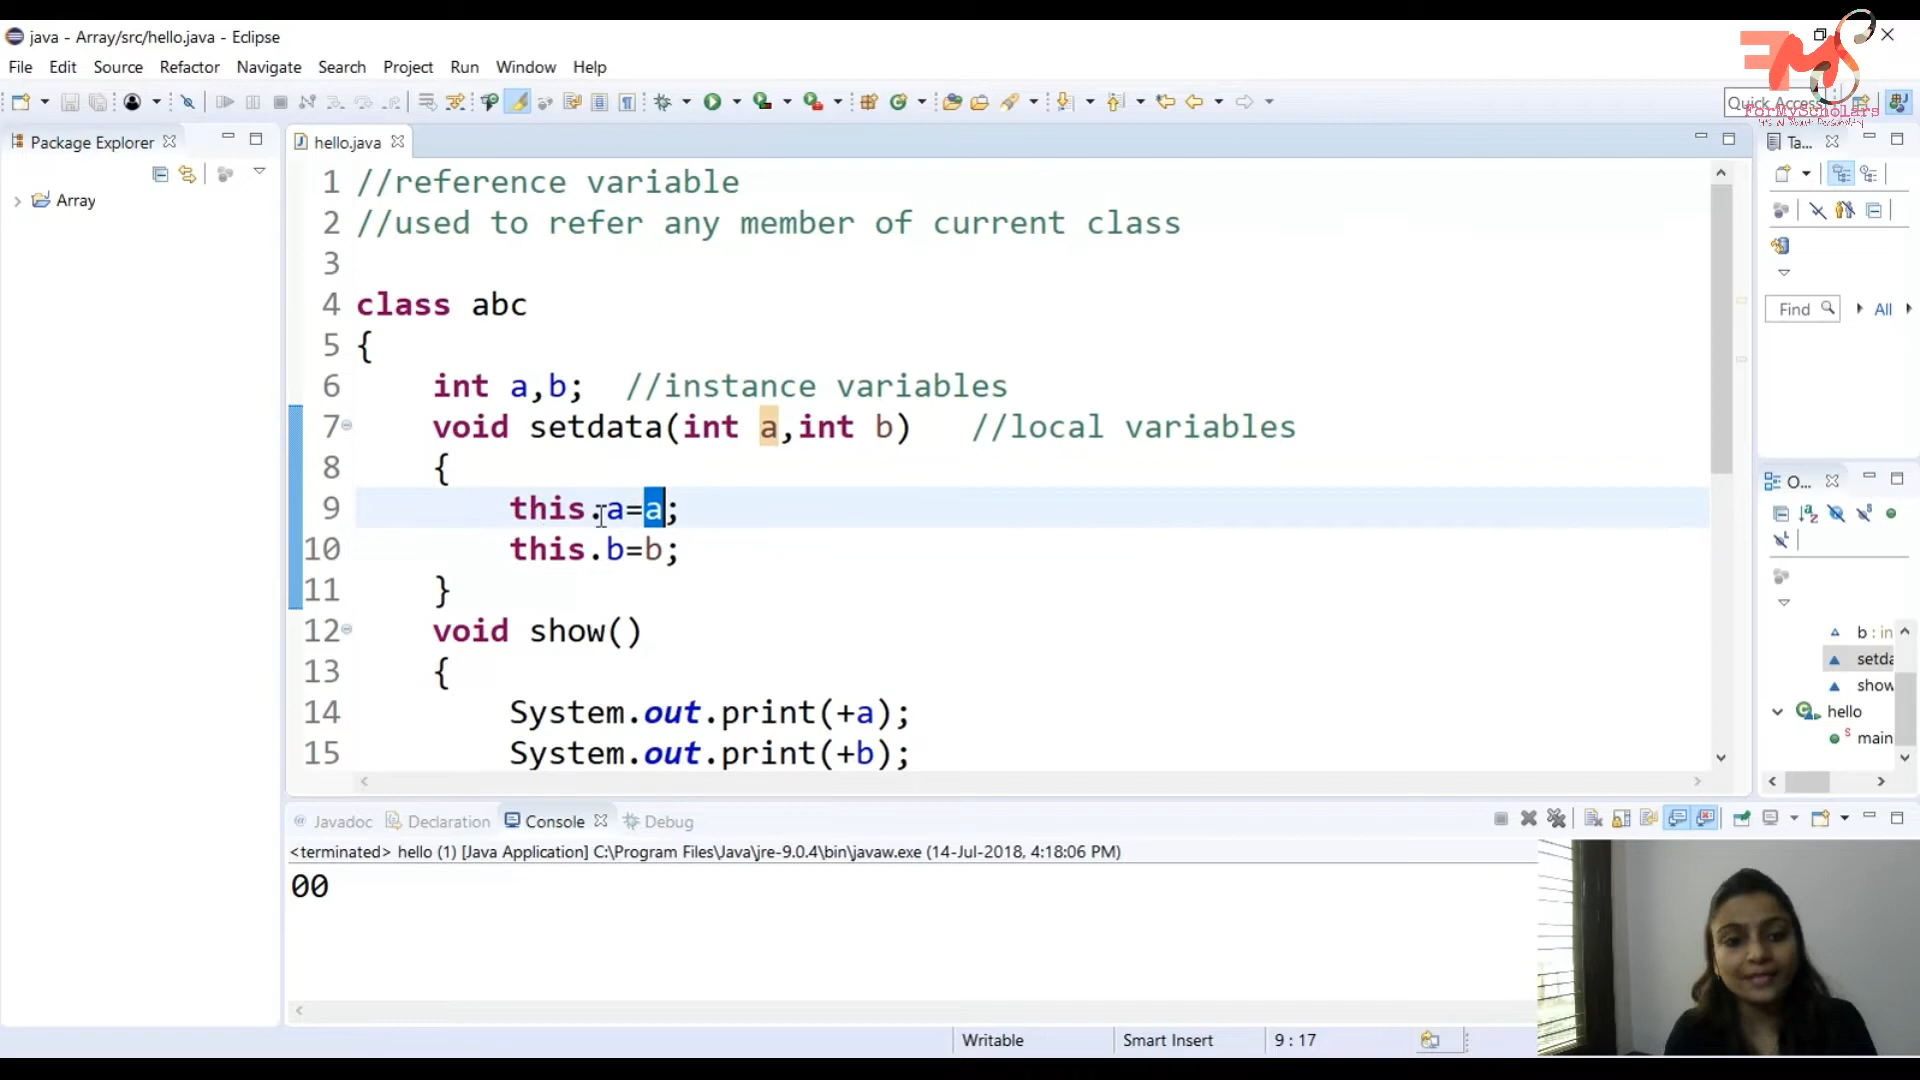 java - Array/src/hello.java - Eclipse
File Edit Source Refactor Navigate Search Project Run Window Help
Quick Access
ForMyScholars
Package Explorer
hello.java
Ta...
Array
1 //reference variable
2 //used to refer any member of current class
3
4 class abc
5 {
6 int a,b; //instance variables
7 void setdata(int a,int b) //local variables
8 {
9 this.a=a;
10 this.b=b;
11 }
12 void show()
13 {
14 System.out.print(+a);
15 System.out.print(+b);
Find All
O...
b : in
setda
show
hello
main
@ Javadoc Declaration Console Debug
<terminated> hello (1) [Java Application] C:\Program Files\Java\jre-9.0.4\bin\javaw.exe (14-Jul-2018, 4:18:06 PM)
00
Writable Smart Insert 9 : 17